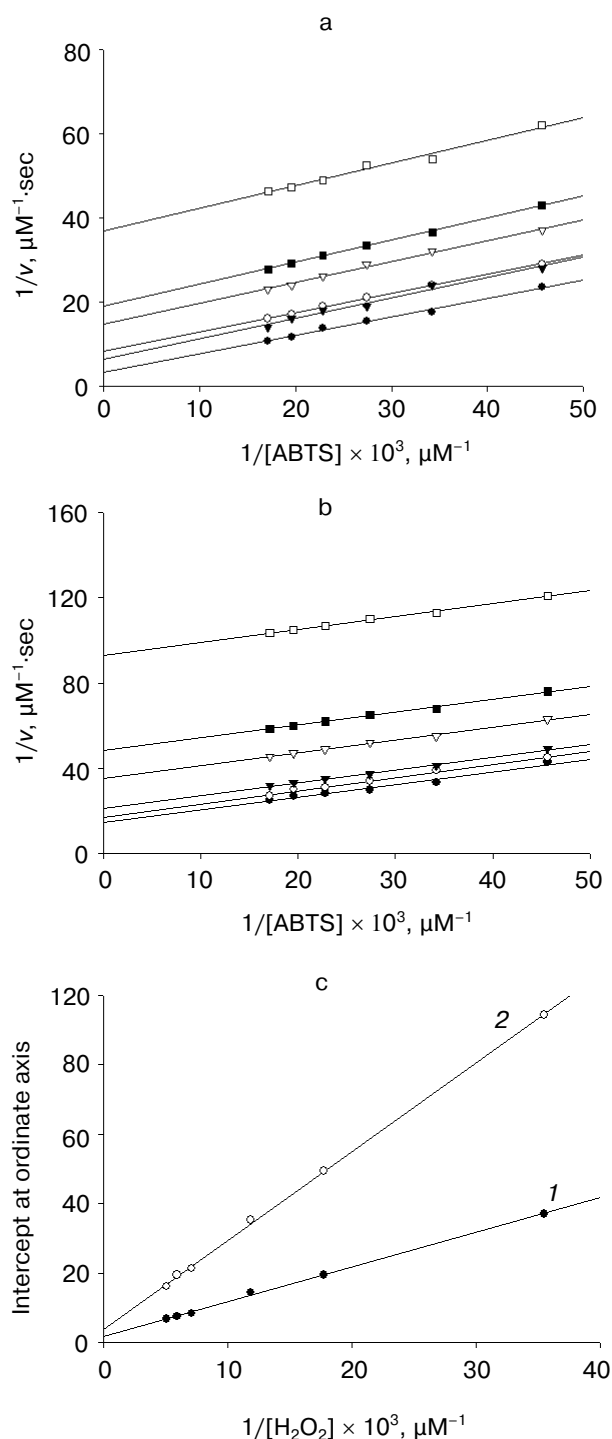 a
80
60
40
20
0
1/v, µM⁻¹·sec
0 10 20 30 40 50
1/[ABTS] × 10³, µM⁻¹
b
160
120
80
40
0
1/v, µM⁻¹·sec
0 10 20 30 40 50
1/[ABTS] × 10³, µM⁻¹
c
120
100
80
60
40
20
0
Intercept at ordinate axis
2
1
0 10 20 30 40
1/[H₂O₂] × 10³, µM⁻¹